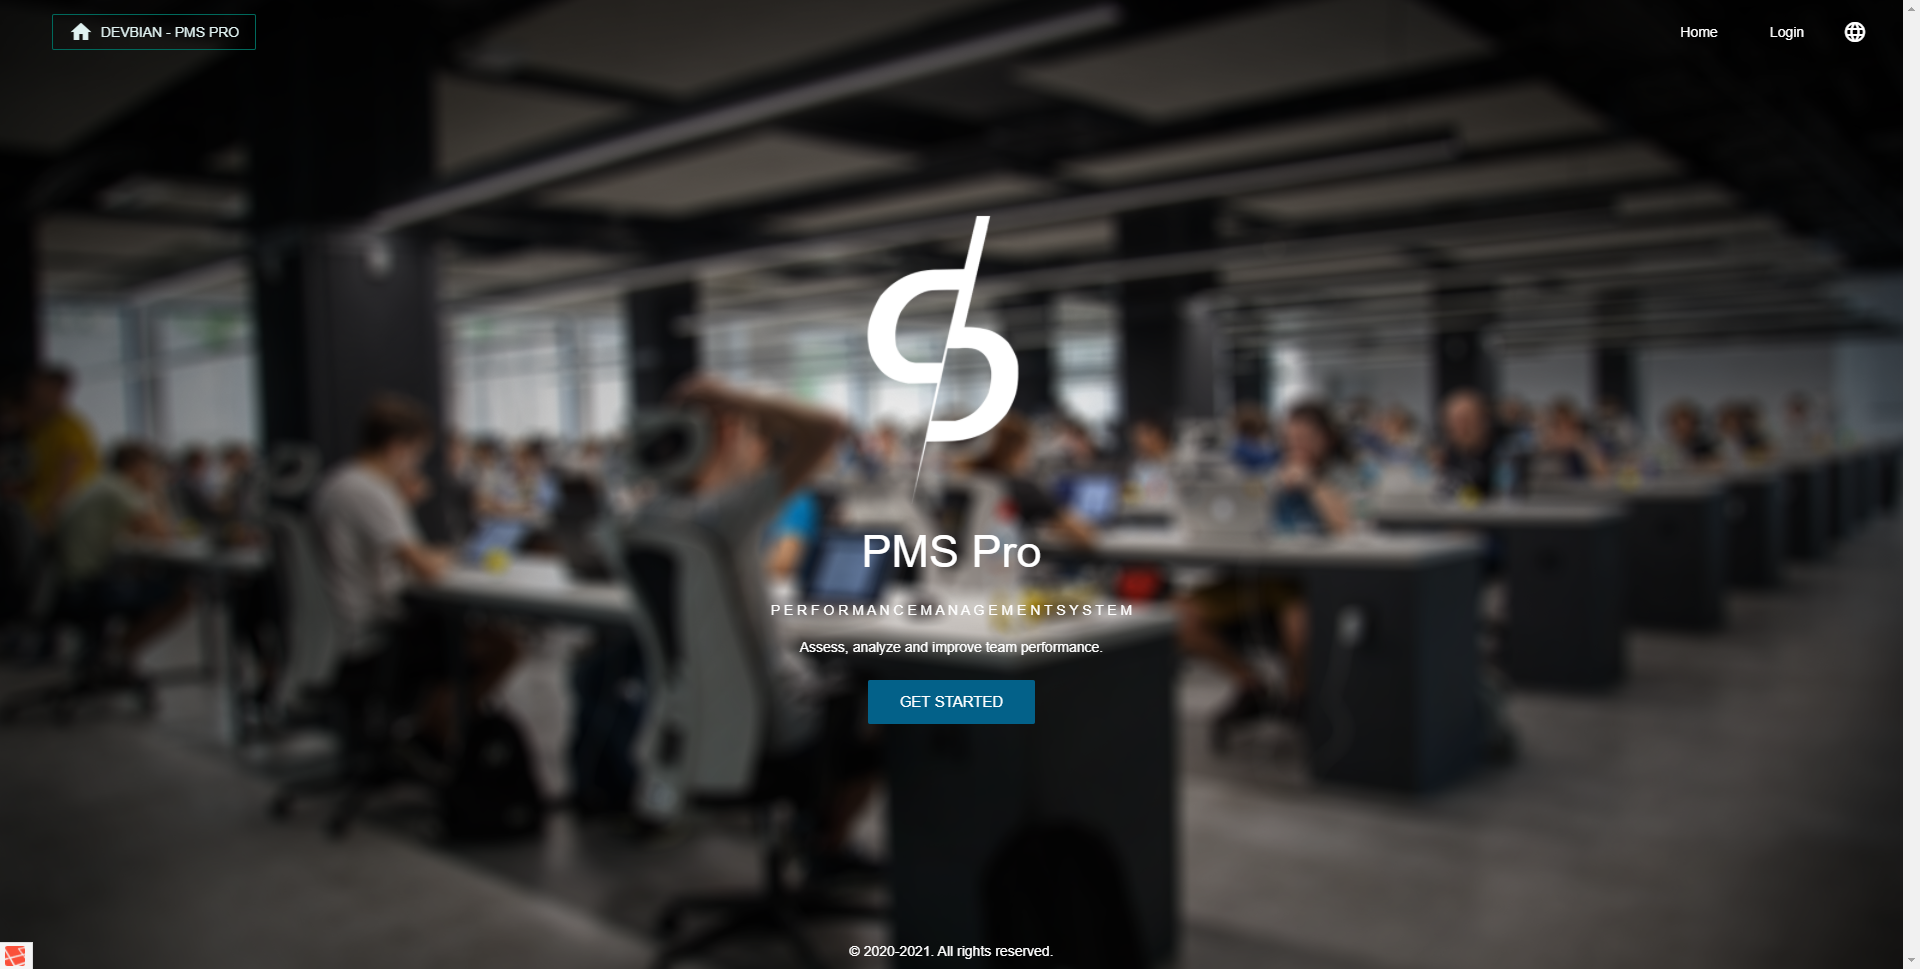 DEVBIAN - PMS PRO
Home
Login
PMS Pro
PERFORMANCEMANAGEMENTSYSTEM
Assess, analyze and improve team performance.
GET STARTED
© 2020-2021. All rights reserved.